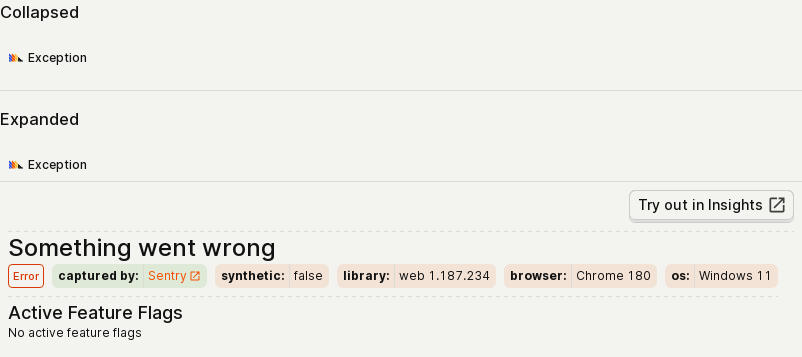 Collapsed
Exception
Expanded
Exception
Try out in Insights
Something went wrong
Error captured by: Sentry synthetic: false library: web 1.187.234 browser: Chrome 180 os: Windows 11
Active Feature Flags
No active feature flags